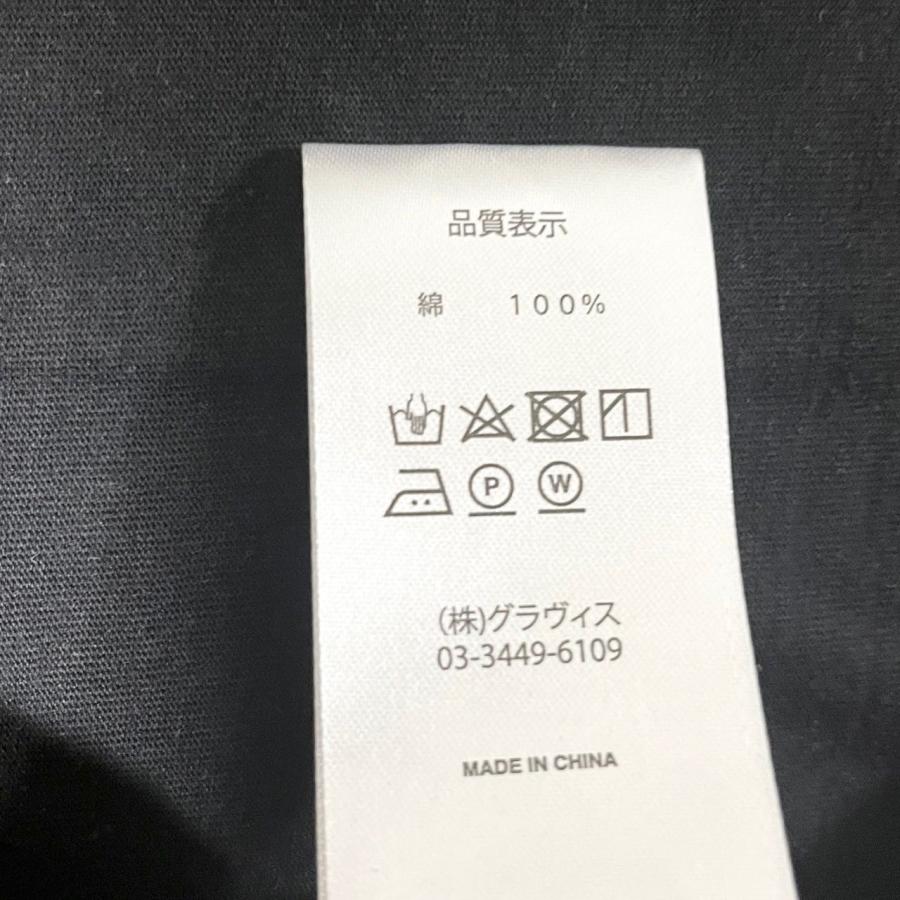 品質表示
綿 100%
P W
(株)グラヴィス
03-3449-6109
MADE IN CHINA